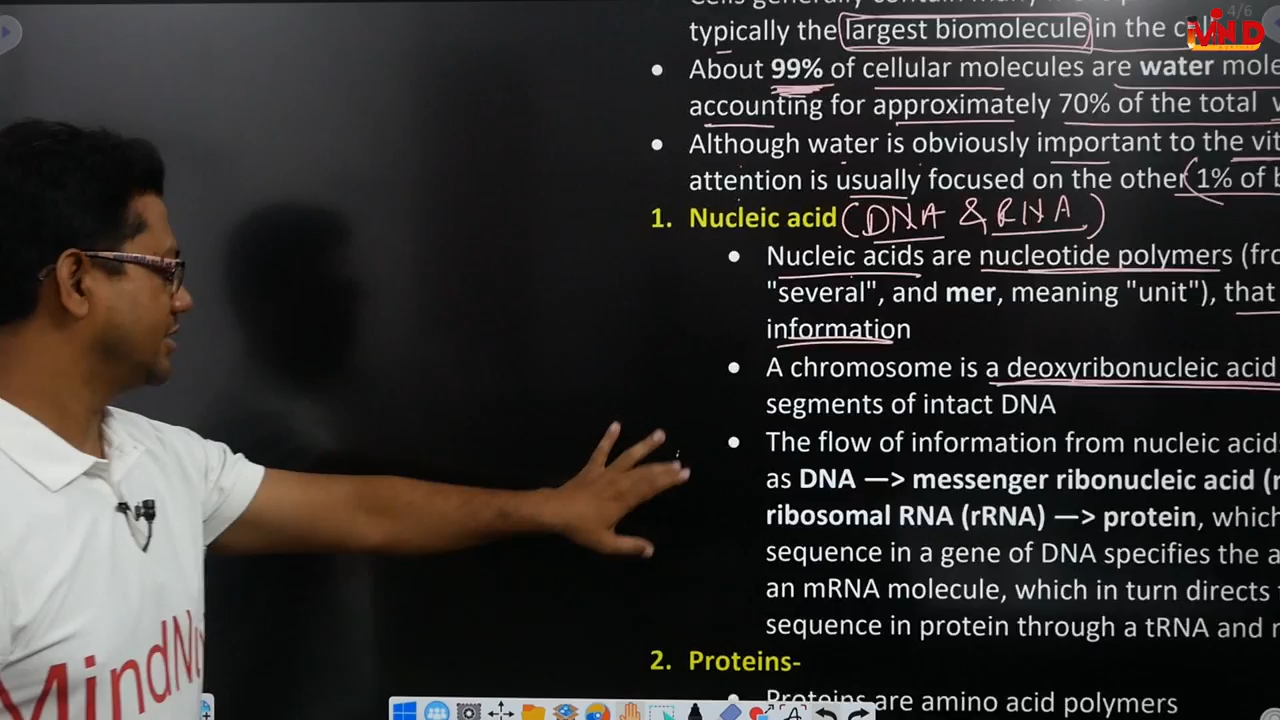 4/6
typically the largest biomolecule in the
About 99% of cellular molecules are water
accounting for approximately 70% of the total
Although water is obviously important to the
attention is usually focused on the other (1% of
1. Nucleic acid (DNA & RNA)
Nucleic acids are nucleotide polymers
"several", and mer, meaning "unit"), that
information
A chromosome is a deoxyribonucleic acid
segments of intact DNA
The flow of information from nucleic
as DNA —> messenger ribonucleic acid
ribosomal RNA (rRNA) —> protein, which
sequence in a gene of DNA specifies the
an mRNA molecule, which in turn directs
sequence in protein through a tRNA and
2. Proteins-
Proteins are amino acid polymers